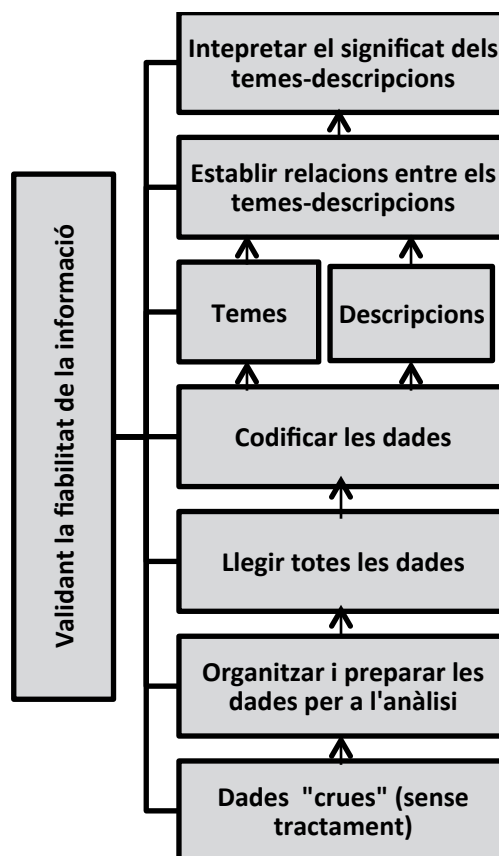 Intepretar el significat dels
temes-descripcions
Establir relacions entre els
temes-descripcions
Temes
Descripcions
Codificar les dades
Llegir totes les dades
Organitzar i preparar les
dades per a l'anàlisi
Dades "crues" (sense
tractament)
Validant la fiabilitat de la informació